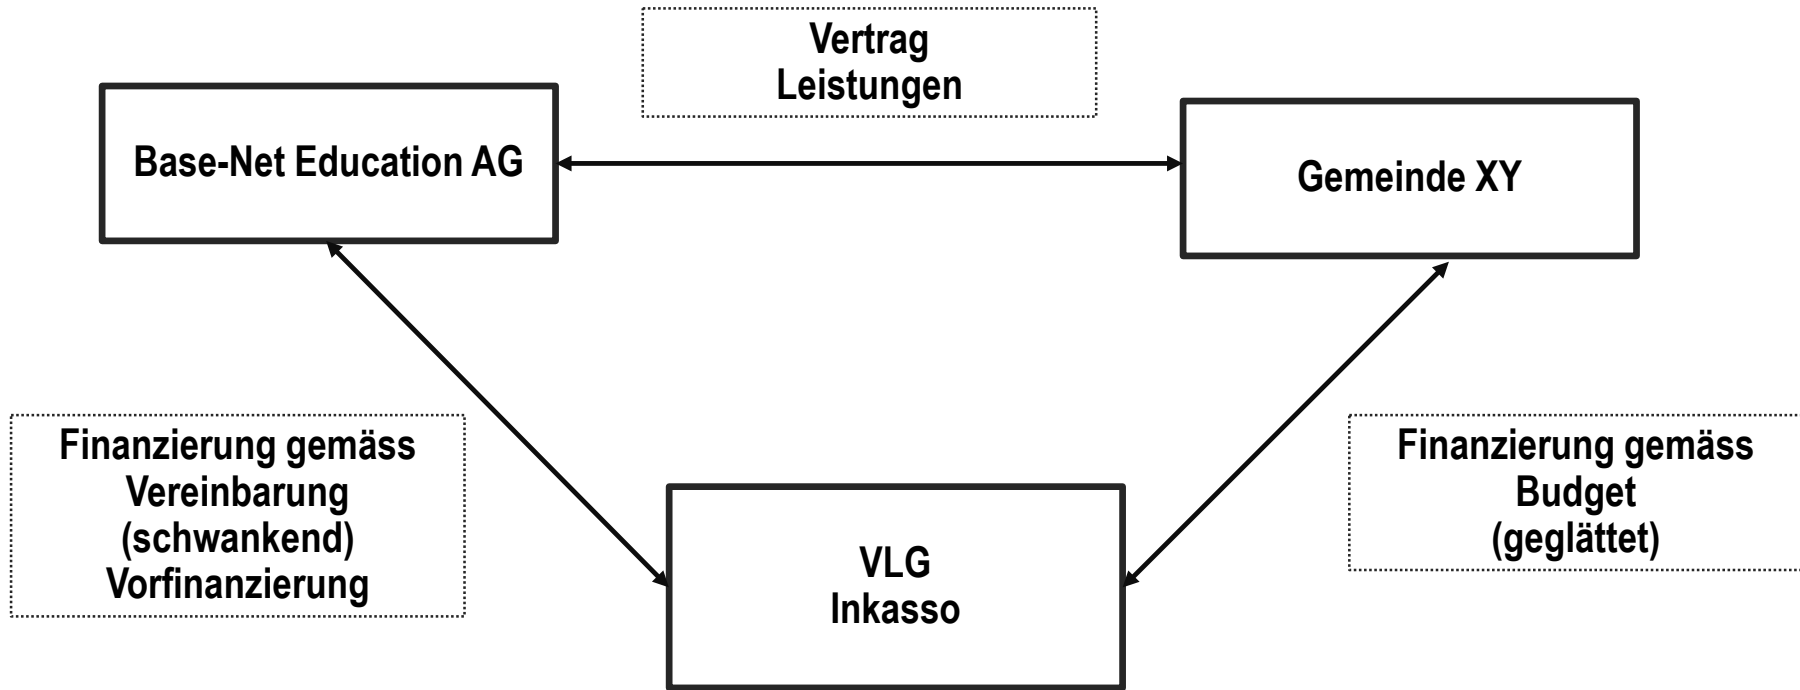 Vertrag
Leistungen
Base-Net Education AG
Gemeinde XY
Finanzierung gemäss
Vereinbarung
(schwankend)
Vorfinanzierung
Finanzierung gemäss
Budget
(geglättet)
VLG
Inkasso